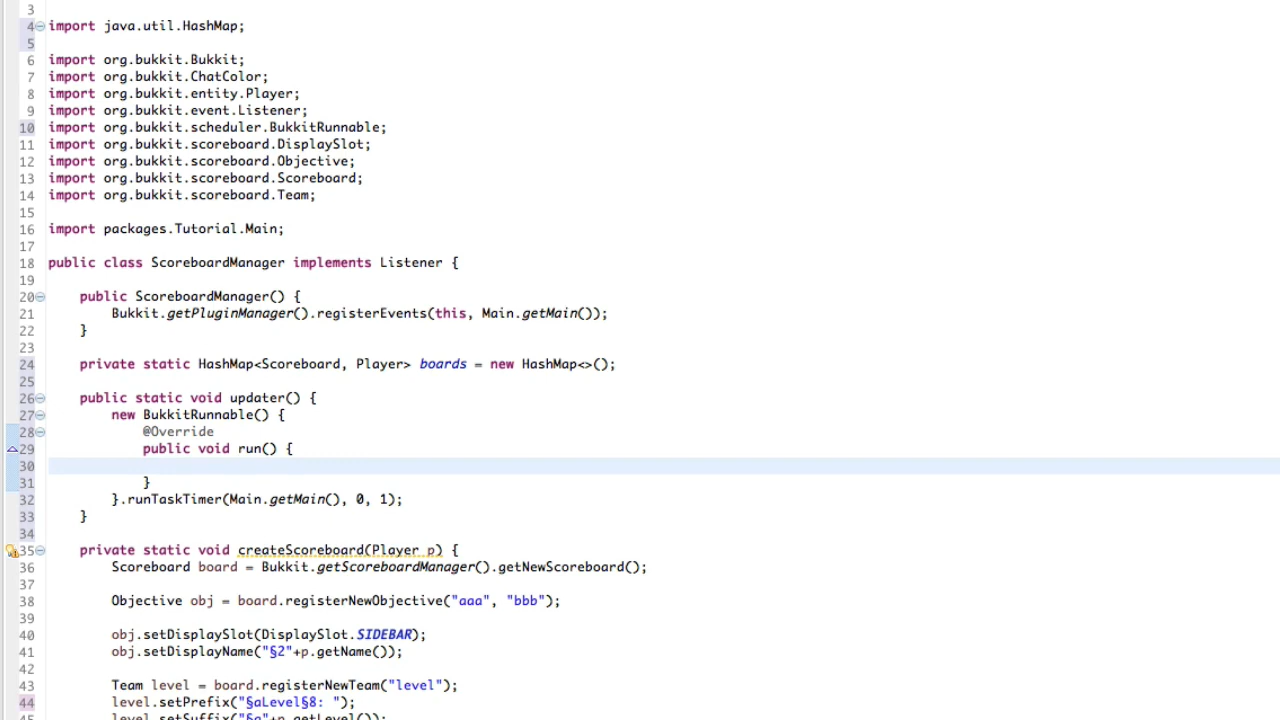 3
4 import java.util.HashMap;
5
6 import org.bukkit.Bukkit;
7 import org.bukkit.ChatColor;
8 import org.bukkit.entity.Player;
9 import org.bukkit.event.Listener;
10 import org.bukkit.scheduler.BukkitRunnable;
11 import org.bukkit.scoreboard.DisplaySlot;
12 import org.bukkit.scoreboard.Objective;
13 import org.bukkit.scoreboard.Scoreboard;
14 import org.bukkit.scoreboard.Team;
15
16 import packages.Tutorial.Main;
17
18 public class ScoreboardManager implements Listener {
19
20     public ScoreboardManager() {
21         Bukkit.getPluginManager().registerEvents(this, Main.getMain());
22     }
23
24     private static HashMap<Scoreboard, Player> boards = new HashMap<>();
25
26     public static void updater() {
27         new BukkitRunnable() {
28             @Override
29             public void run() {
30
31             }
32         }.runTaskTimer(Main.getMain(), 0, 1);
33     }
34
35     private static void createScoreboard(Player p) {
36         Scoreboard board = Bukkit.getScoreboardManager().getNewScoreboard();
37
38         Objective obj = board.registerNewObjective("aaa", "bbb");
39
40         obj.setDisplaySlot(DisplaySlot.SIDEBAR);
41         obj.setDisplayName("§2"+p.getName());
42
43         Team level = board.registerNewTeam("level");
44         level.setPrefix("§aLevel§8: ");
45         level.setSuffix("§a"+p.getLevel());